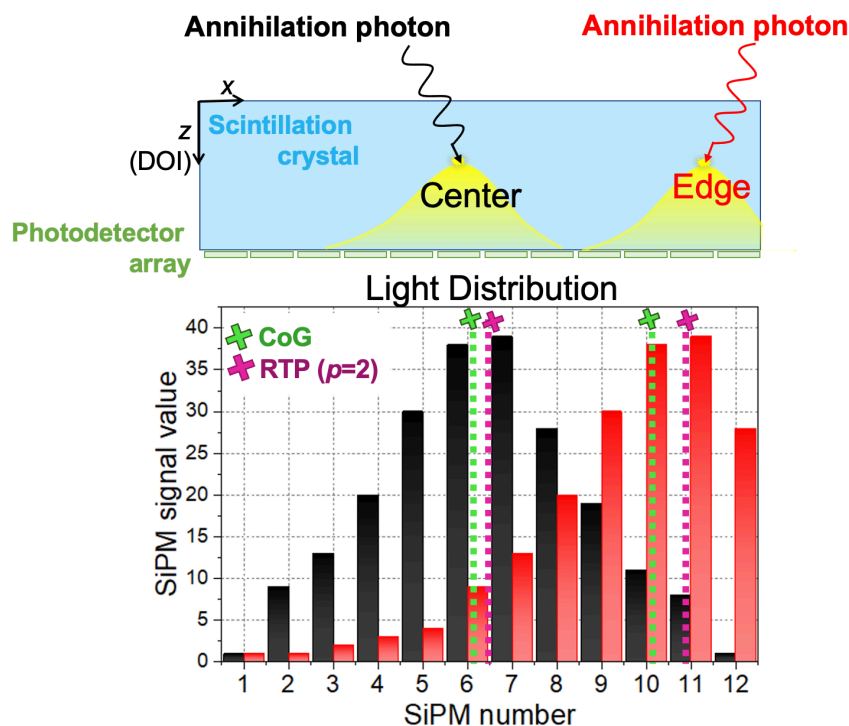 Annihilation photon
Annihilation photon
x
z
(DOI)
Scintillation
crystal
Center
Edge
Photodetector
array
Light Distribution
CoG
RTP (p=2)
SiPM signal value
40
35
30
25
20
15
10
5
0
1 2 3 4 5 6 7 8 9 10 11 12
SiPM number